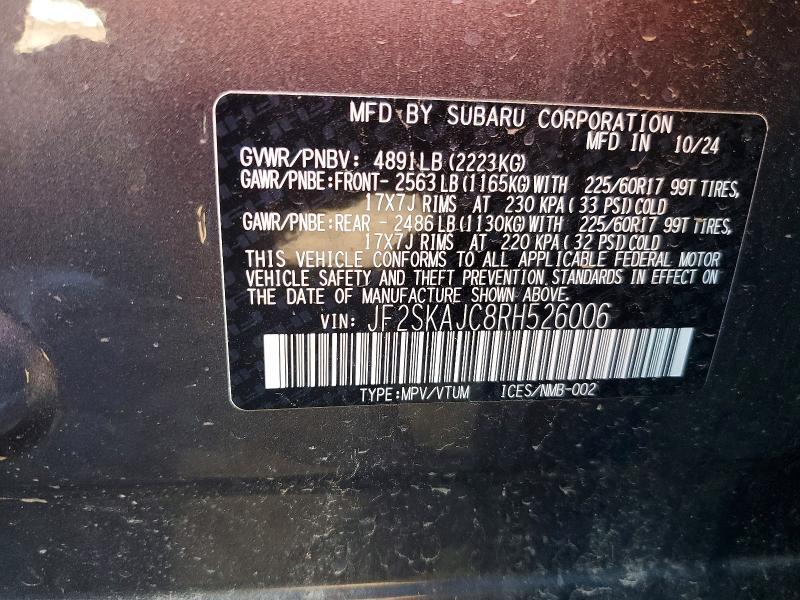 MFD BY SUBARU CORPORATION
MFD IN 10/24
GVWR/PNBV: 4891LB (2223KG)
GAWR/PNBE:FRONT- 2563 LB (1165KG) WITH 225/60R17 99T TIRES,
17X7J RIMS AT 230 KPA (33 PSI) COLD
GAWR/PNBE:REAR - 2486 LB (1130KG) WITH 225/60R17 99T TIRES,
17X7J RIMS AT 220 KPA (32 PSI) COLD
THIS VEHICLE CONFORMS TO ALL APPLICABLE FEDERAL MOTOR
VEHICLE SAFETY AND THEFT PREVENTION STANDARDS IN EFFECT ON
THE DATE OF MANUFACTURE SHOWN ABOVE.
VIN: JF2SKAJC8RH526006
TYPE:MPV/VTUM ICES/NMB-002